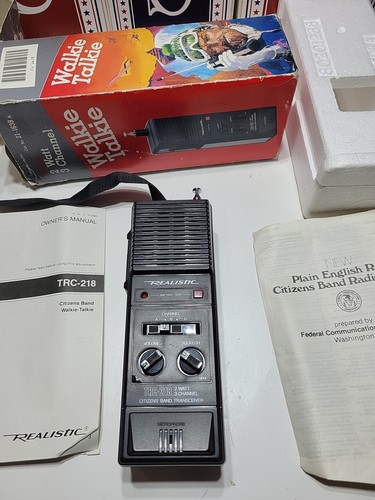 Walkie
Talkie
2 Watt
3 Channel
Walkie
Talkie
OWNER'S MANUAL
TRC-218
Citizens Band
Walkie-Talkie
REALISTIC
REALISTIC
CHANNEL
A B C
VOLUME
SQUELCH
TRC-218 2 WATT
3 CHANNEL
CITIZENS BAND TRANSCEIVER
MICROPHONE
NEW
Plain English R
Citizens Band Radio
prepared by
Federal Communication
Washington